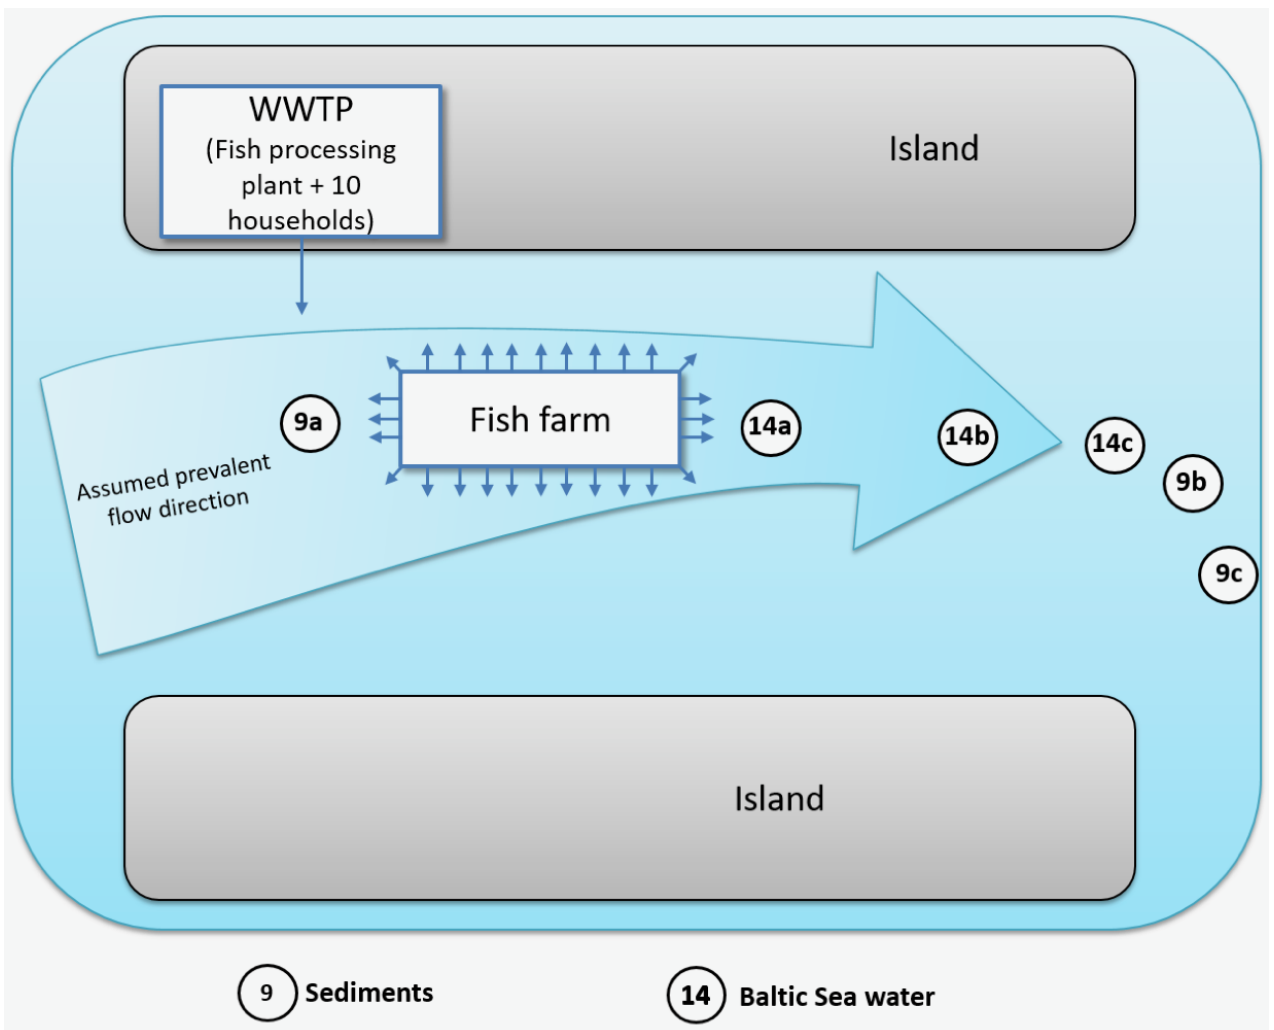 WWTP
(Fish processing
plant + 10
households)
Island
9a
Fish farm
14a
14b
14c
9b
9c
Assumed prevalent
flow direction
Island
9 Sediments
14 Baltic Sea water